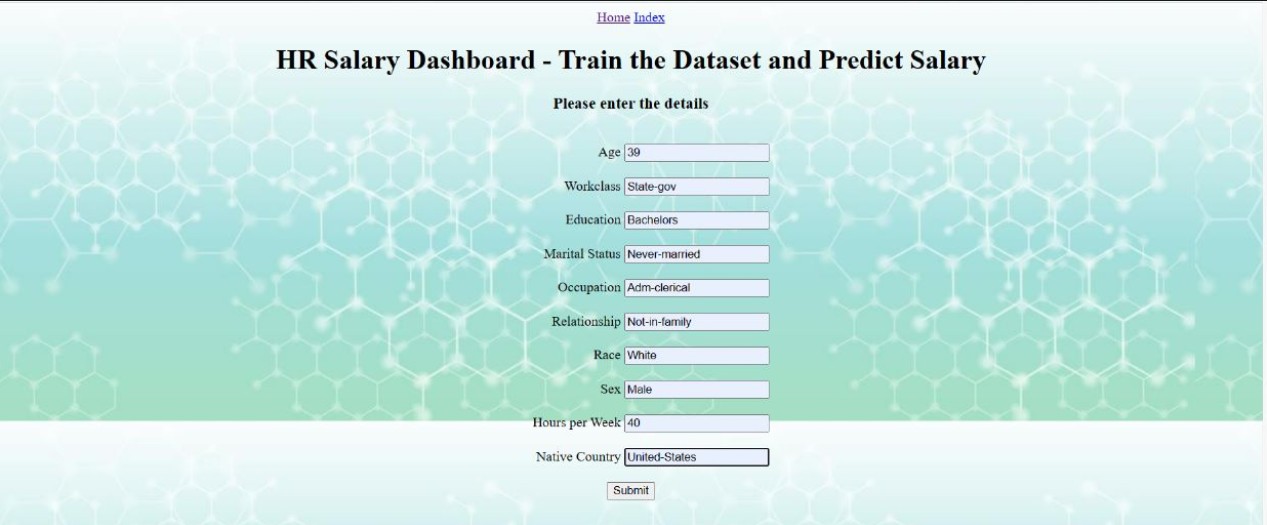 Home Index
HR Salary Dashboard - Train the Dataset and Predict Salary
Please enter the details
Age 39
Workclass State-gov
Education Bachelors
Marital Status Never-married
Occupation Adm-clerical
Relationship Not-in-family
Race White
Sex Male
Hours per Week 40
Native Country United-States
Submit